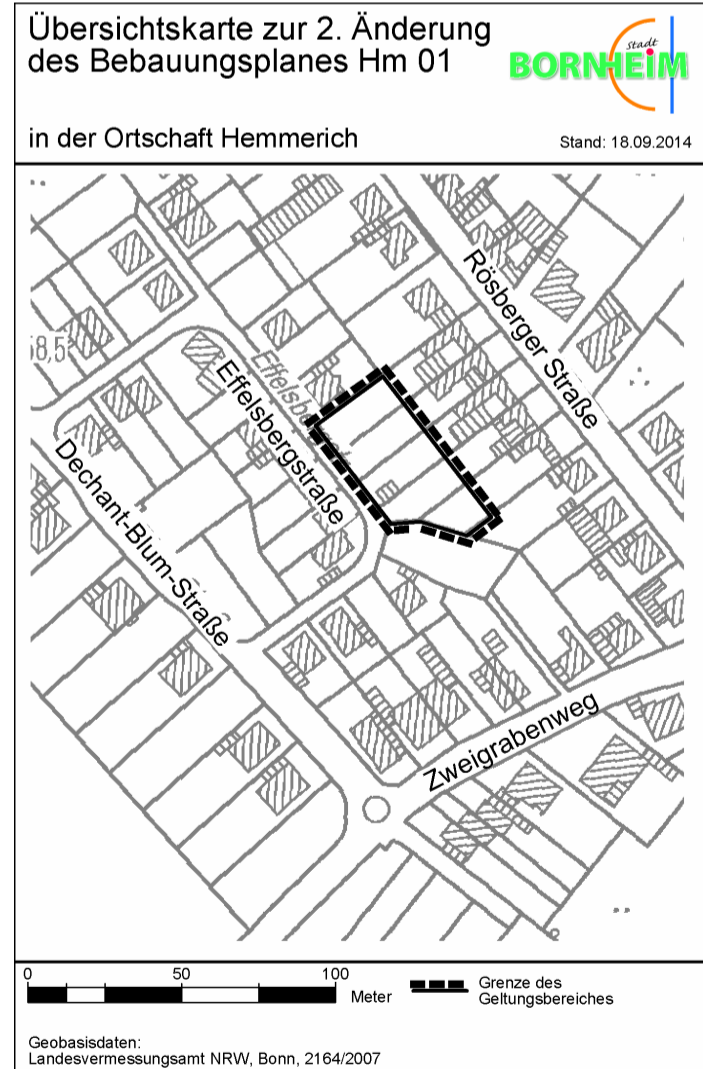 Übersichtskarte zur 2. Änderung
des Bebauungsplanes Hm 01
Stadt
BORNHEiM
in der Ortschaft Hemmerich
Stand: 18.09.2014
Rösberger Straße
58,5
Effelsbergstraße
Dechant-Blum-Straße
Zweigrabenweg
0 50 100
Meter
Grenze des
Geltungsbereiches
Geobasisdaten:
Landesvermessungsamt NRW, Bonn, 2164/2007